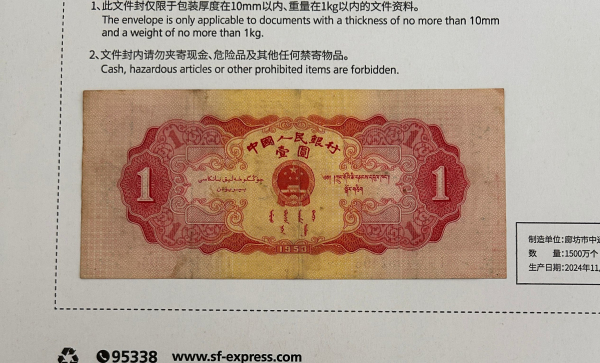 1、此文件封仅限于包装厚度在10mm以内、重量在1kg以内的文件资料。
The envelope is only applicable to documents with a thickness of no more than 10mm
and a weight of no more than 1kg.
2、文件封内请勿夹寄现金、危险品及其他任何禁寄物品。
Cash, hazardous articles or other prohibited items are forbidden.
中國人民銀行
壹圓
1
1
1953
制造单位:廊坊市中
数 量:1500万个
生产日期:2024年11
95338 www.sf-express.com